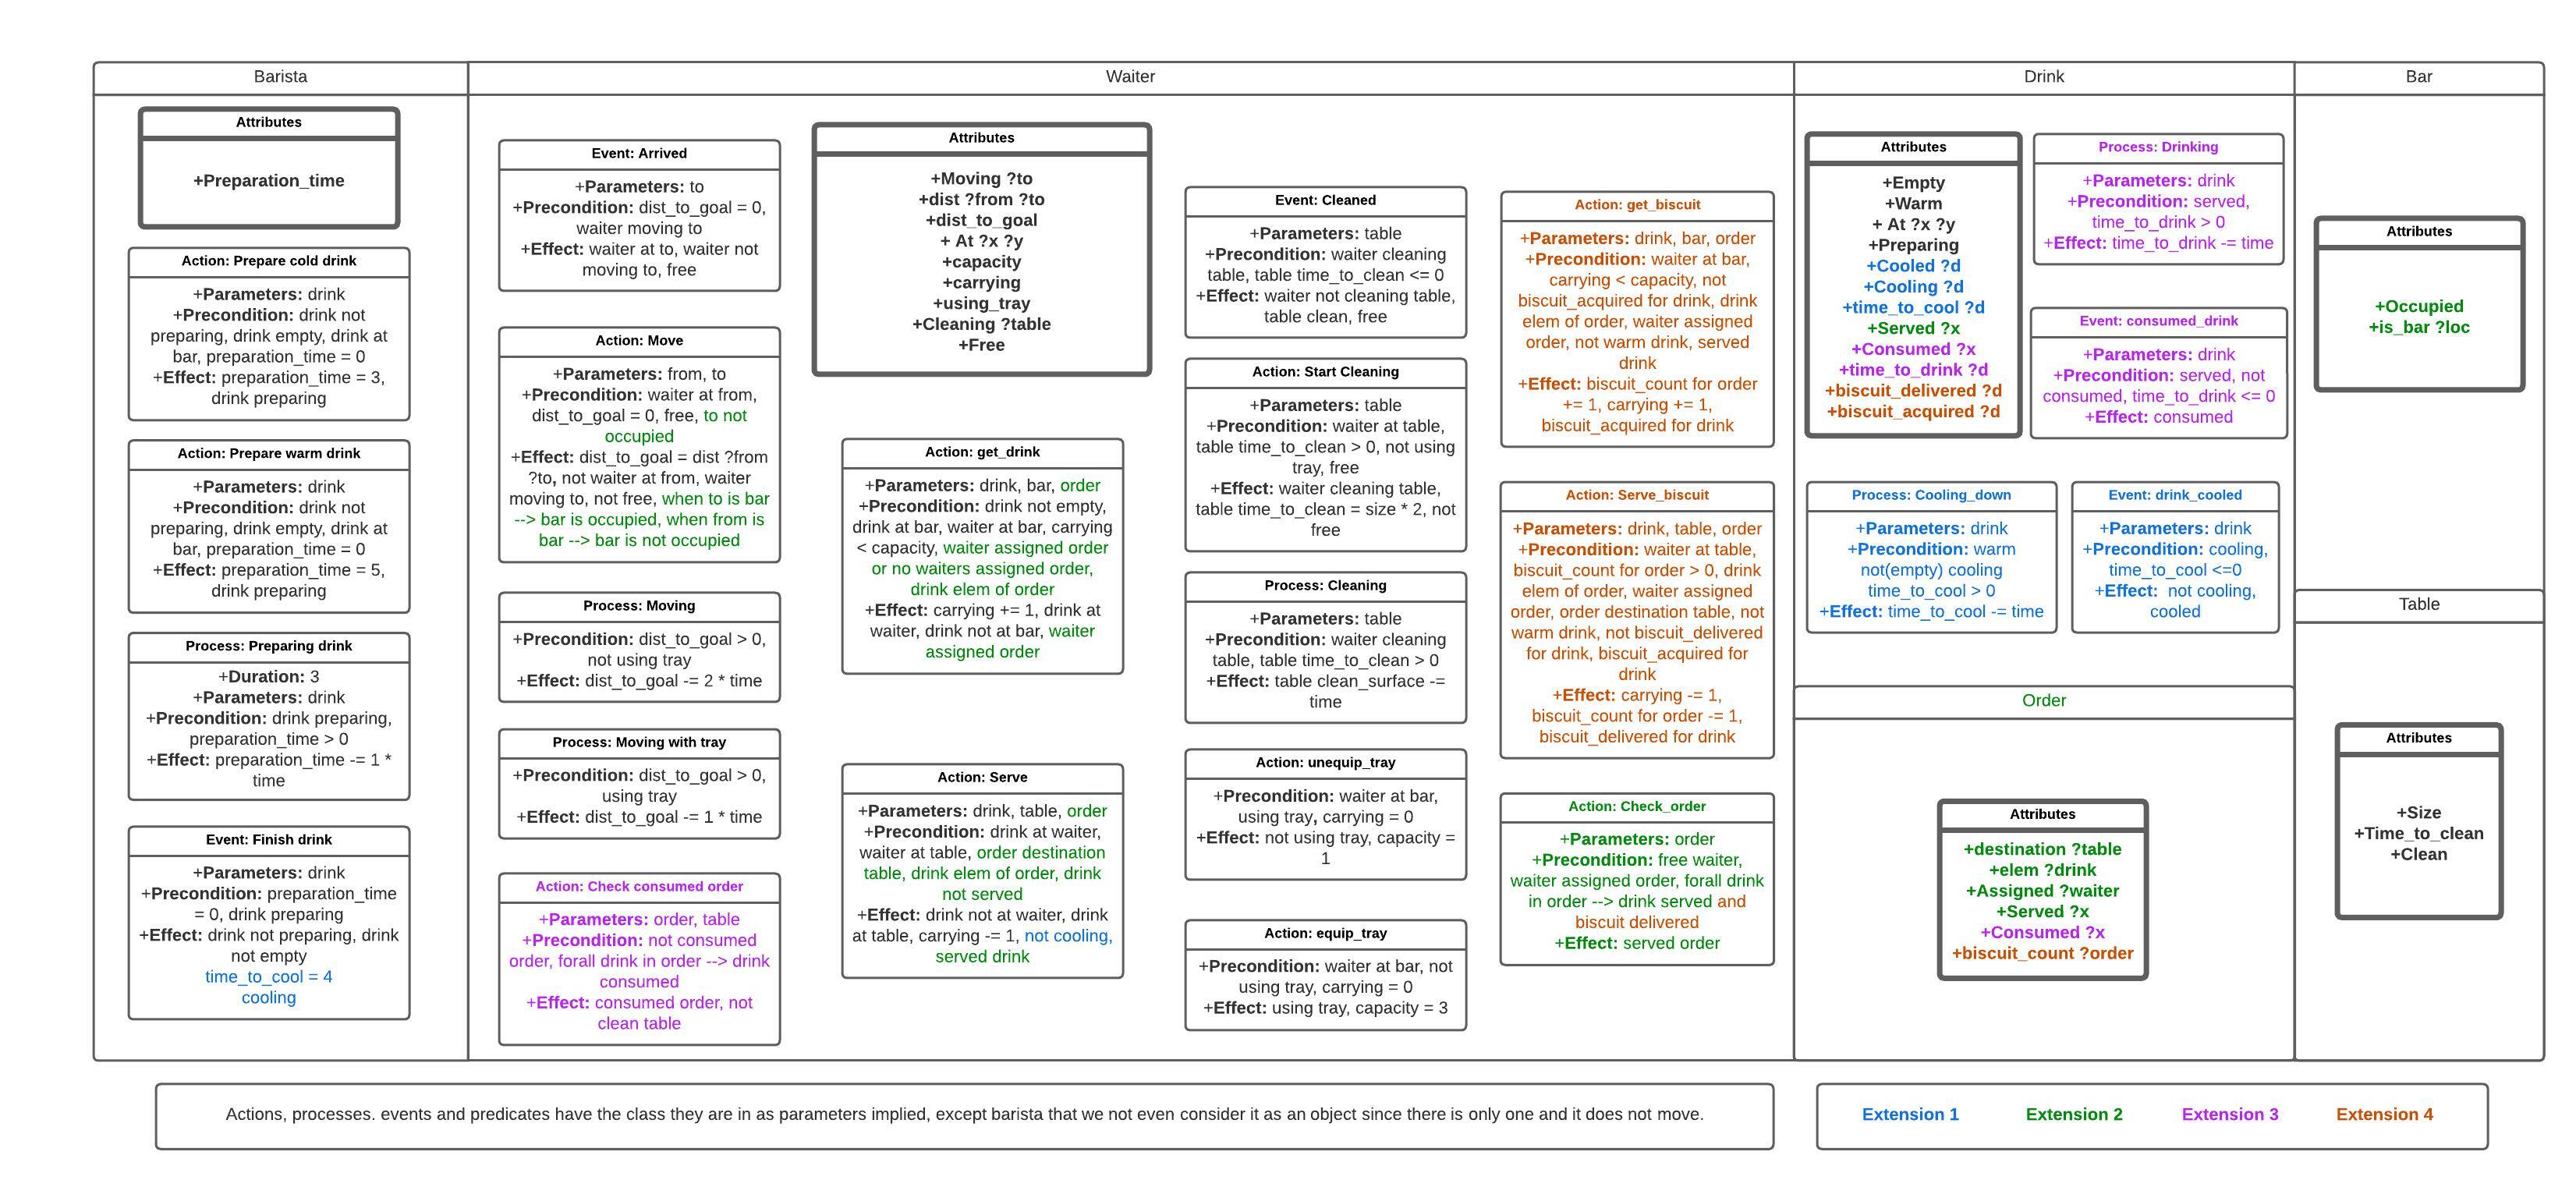 Barista
Attributes
+Preparation_time
Action: Prepare cold drink
+Parameters: drink
+Precondition: drink not
preparing, drink empty, drink at
bar, preparation_time = 0
+Effect: preparation_time = 3,
drink preparing
Action: Prepare warm drink
+Parameters: drink
+Precondition: drink not
preparing, drink empty, drink at
bar, preparation_time = 0
+Effect: preparation_time = 5,
drink preparing
Process: Preparing drink
+Duration: 3
+Parameters: drink
+Precondition: drink preparing,
preparation_time > 0
+Effect: preparation_time -= 1 *
time
Event: Finish drink
+Parameters: drink
+Precondition: preparation_time
= 0, drink preparing
+Effect: drink not preparing, drink
not empty
time_to_cool = 4
cooling
Waiter
Event: Arrived
+Parameters: to
+Precondition: dist_to_goal = 0,
waiter moving to
+Effect: waiter at to, waiter not
moving to, free
Action: Move
+Parameters: from, to
+Precondition: waiter at from,
dist_to_goal = 0, free, to not
occupied
+Effect: dist_to_goal = dist ?from
?to, not waiter at from, waiter
moving to, not free, when to is bar
--> bar is occupied, when from is
bar --> bar is not occupied
Process: Moving
+Precondition: dist_to_goal > 0,
not using tray
+Effect: dist_to_goal -= 2 * time
Process: Moving with tray
+Precondition: dist_to_goal > 0,
using tray
+Effect: dist_to_goal -= 1 * time
Action: Check consumed order
+Parameters: order, table
+Precondition: not consumed
order, forall drink in order --> drink
consumed
+Effect: consumed order, not
clean table
Attributes
+Moving ?to
+dist ?from ?to
+dist_to_goal
+ At ?x ?y
+capacity
+carrying
+using_tray
+Cleaning ?table
+Free
Action: get_drink
+Parameters: drink, bar, order
+Precondition: drink not empty,
drink at bar, waiter at bar, carrying
< capacity, waiter assigned order
or no waiters assigned order,
drink elem of order
+Effect: carrying += 1, drink at
waiter, drink not at bar, waiter
assigned order
Action: Serve
+Parameters: drink, table, order
+Precondition: drink at waiter,
waiter at table, order destination
table, drink elem of order, drink
not served
+Effect: drink not at waiter, drink
at table, carrying -= 1, not cooling,
served drink
Event: Cleaned
+Parameters: table
+Precondition: waiter cleaning
table, table time_to_clean <= 0
+Effect: waiter not cleaning table,
table clean, free
Action: Start Cleaning
+Parameters: table
+Precondition: waiter at table,
table time_to_clean > 0, not using
tray, free
+Effect: waiter cleaning table,
table time_to_clean = size * 2, not
free
Process: Cleaning
+Parameters: table
+Precondition: waiter cleaning
table, table time_to_clean > 0
+Effect: table clean_surface -=
time
Action: unequip_tray
+Precondition: waiter at bar,
using tray, carrying = 0
+Effect: not using tray, capacity =
1
Action: equip_tray
+Precondition: waiter at bar, not
using tray, carrying = 0
+Effect: using tray, capacity = 3
Action: get_biscuit
+Parameters: drink, bar, order
+Precondition: waiter at bar,
carrying < capacity, not
biscuit_acquired for drink, drink
elem of order, waiter assigned
order, not warm drink, served
drink
+Effect: biscuit_count for order
+= 1, carrying += 1,
biscuit_acquired for drink
Action: Serve_biscuit
+Parameters: drink, table, order
+Precondition: waiter at table,
biscuit_count for order > 0, drink
elem of order, waiter assigned
order, order destination table, not
warm drink, not biscuit_delivered
for drink, biscuit_acquired for
drink
+Effect: carrying -= 1,
biscuit_count for order -= 1,
biscuit_delivered for drink
Action: Check_order
+Parameters: order
+Precondition: free waiter,
waiter assigned order, forall drink
in order --> drink served and
biscuit delivered
+Effect: served order
Drink
Attributes
+Empty
+Warm
+ At ?x ?y
+Preparing
+Cooled ?d
+Cooling ?d
+time_to_cool ?d
+Served ?x
+Consumed ?x
+time_to_drink ?d
+biscuit_delivered ?d
+biscuit_acquired ?d
Process: Drinking
+Parameters: drink
+Precondition: served,
time_to_drink > 0
+Effect: time_to_drink -= time
Event: consumed_drink
+Parameters: drink
+Precondition: served, not
consumed, time_to_drink <= 0
+Effect: consumed
Process: Cooling_down
+Parameters: drink
+Precondition: warm
not(empty) cooling
time_to_cool > 0
+Effect: time_to_cool -= time
Event: drink_cooled
+Parameters: drink
+Precondition: cooling,
time_to_cool <=0
+Effect: not cooling,
cooled
Order
Attributes
+destination ?table
+elem ?drink
+Assigned ?waiter
+Served ?x
+Consumed ?x
+biscuit_count ?order
Bar
Attributes
+Occupied
+is_bar ?loc
Table
Attributes
+Size
+Time_to_clean
+Clean
Actions, processes. events and predicates have the class they are in as parameters implied, except barista that we not even consider it as an object since there is only one and it does not move.
Extension 1 Extension 2 Extension 3 Extension 4